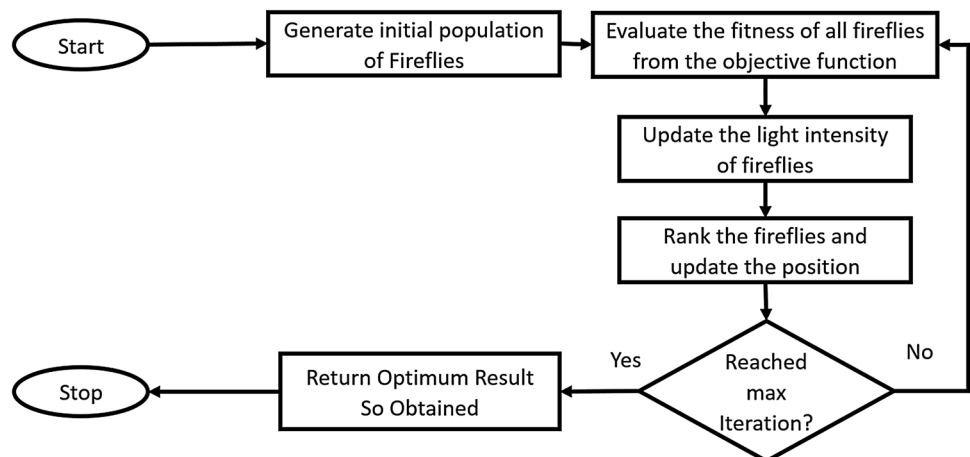 Start
Generate initial population
of Fireflies
Evaluate the fitness of all fireflies
from the objective function
Update the light intensity
of fireflies
Rank the fireflies and
update the position
Reached
max
Iteration?
No
Yes
Return Optimum Result
So Obtained
Stop